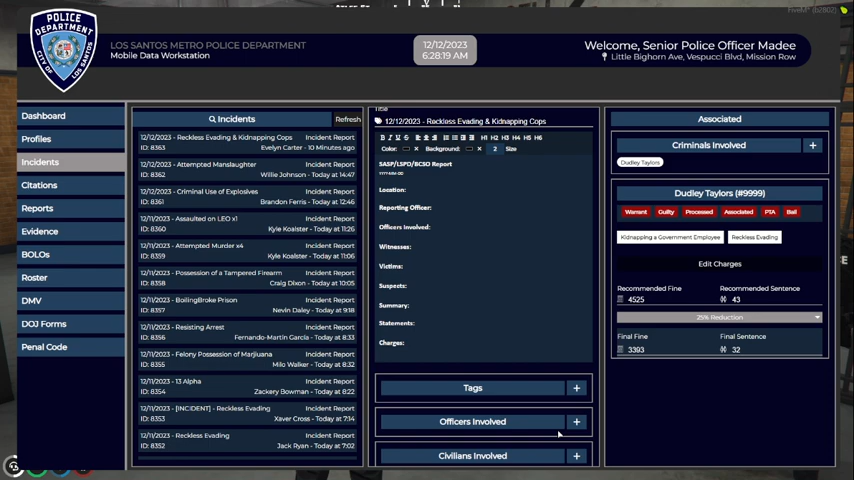 FiveM® (b2802)
POLICE
DEPARTMENT
CITY OF
LOS SANTOS
LOS SANTOS METRO POLICE DEPARTMENT
Mobile Data Workstation
12/12/2023
6:28:19 AM
Welcome, Senior Police Officer Madee
Little Bighorn Ave, Vespucci Blvd, Mission Row
Dashboard
Profiles
Incidents
Citations
Reports
Evidence
BOLOs
Roster
DMV
DOJ Forms
Penal Code
Incidents
Refresh
12/12/2023 - Reckless Evading & Kidnapping Cops Incident Report
ID: 8363 Evelyn Carter - 10 Minutes ago
12/12/2023 - Attempted Manslaughter Incident Report
ID: 8362 Willie Johnson - Today at 14:47
12/12/2023 - Criminal Use of Explosives Incident Report
ID: 8361 Brandon Ferris - Today at 12:46
12/12/2023 - Assaulted on LEO x1 Incident Report
ID: 8360 Kyle Koalster - Today at 11:26
12/12/2023 - Attempted Murder x4 Incident Report
ID: 8359 Kyle Koalster - Today at 11:06
12/12/2023 - Possession of a Tampered Firearm Incident Report
ID: 8358 Craig Dixon - Today at 10:05
12/11/2023 - BoilingBroke Prison Incident Report
ID: 8357 Nevin Daley - Today at 9:18
12/11/2023 - Resisting Arrest Incident Report
ID: 8356 Fernando-Martin Garcia - Today at 8:33
12/11/2023 - Felony Possession of Marijuana Incident Report
ID: 8355 Milo Walker - Today at 8:32
12/11/2023 - 13 Alpha Incident Report
ID: 8354 Zackery Bowman - Today at 8:22
12/11/2023 - [INCIDENT] - Reckless Evading Incident Report
ID: 8353 Xaver Cross - Today at 7:14
12/11/2023 - Reckless Evading Incident Report
ID: 8352 Jack Ryan - Today at 7:02
Title
12/12/2023 - Reckless Evading & Kidnapping Cops
B I U S H1 H2 H3 H4 H5 H6
Color: Background: 2 Size
SASP/LSPD/BCSO Report
YYYY-MM-DD
Location:
Reporting Officer:
Officers Involved:
Witnesses:
Victims:
Suspects:
Summary:
Statements:
Charges:
Tags +
Officers Involved +
Civilians Involved +
Associated
Criminals Involved +
Dudley Taylors
Dudley Taylors (#9999)
Warrant Guilty Processed Associated PTA Bail
Kidnapping a Government Employee Reckless Evading
Edit Charges
Recommended Fine Recommended Sentence
4525 43
25% Reduction
Final Fine Final Sentence
3393 32